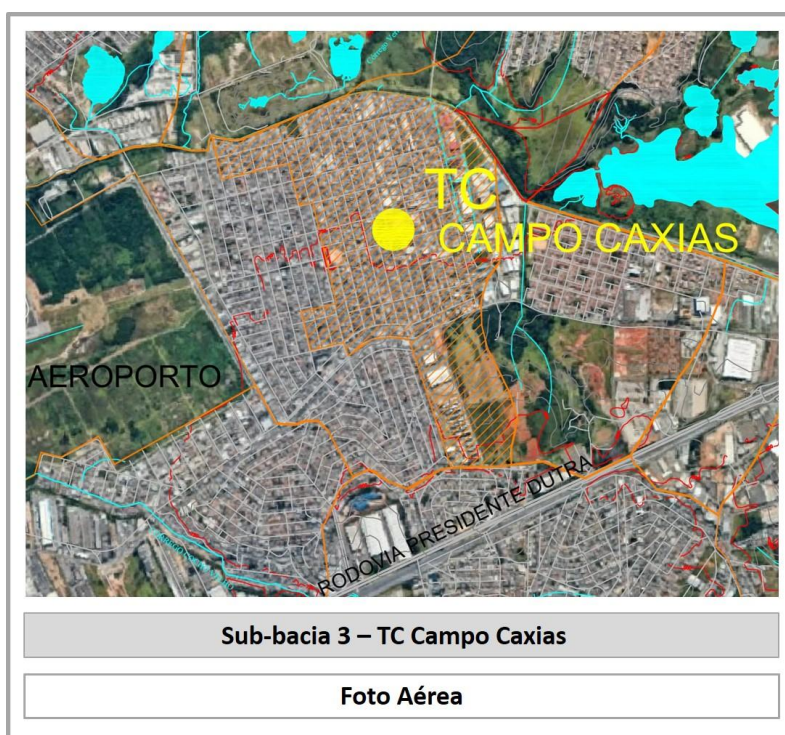 TC
CAMPO CAXIAS
AEROPORTO
RODOVIA PRESIDENTE DUTRA
Sub-bacia 3 – TC Campo Caxias
Foto Aérea